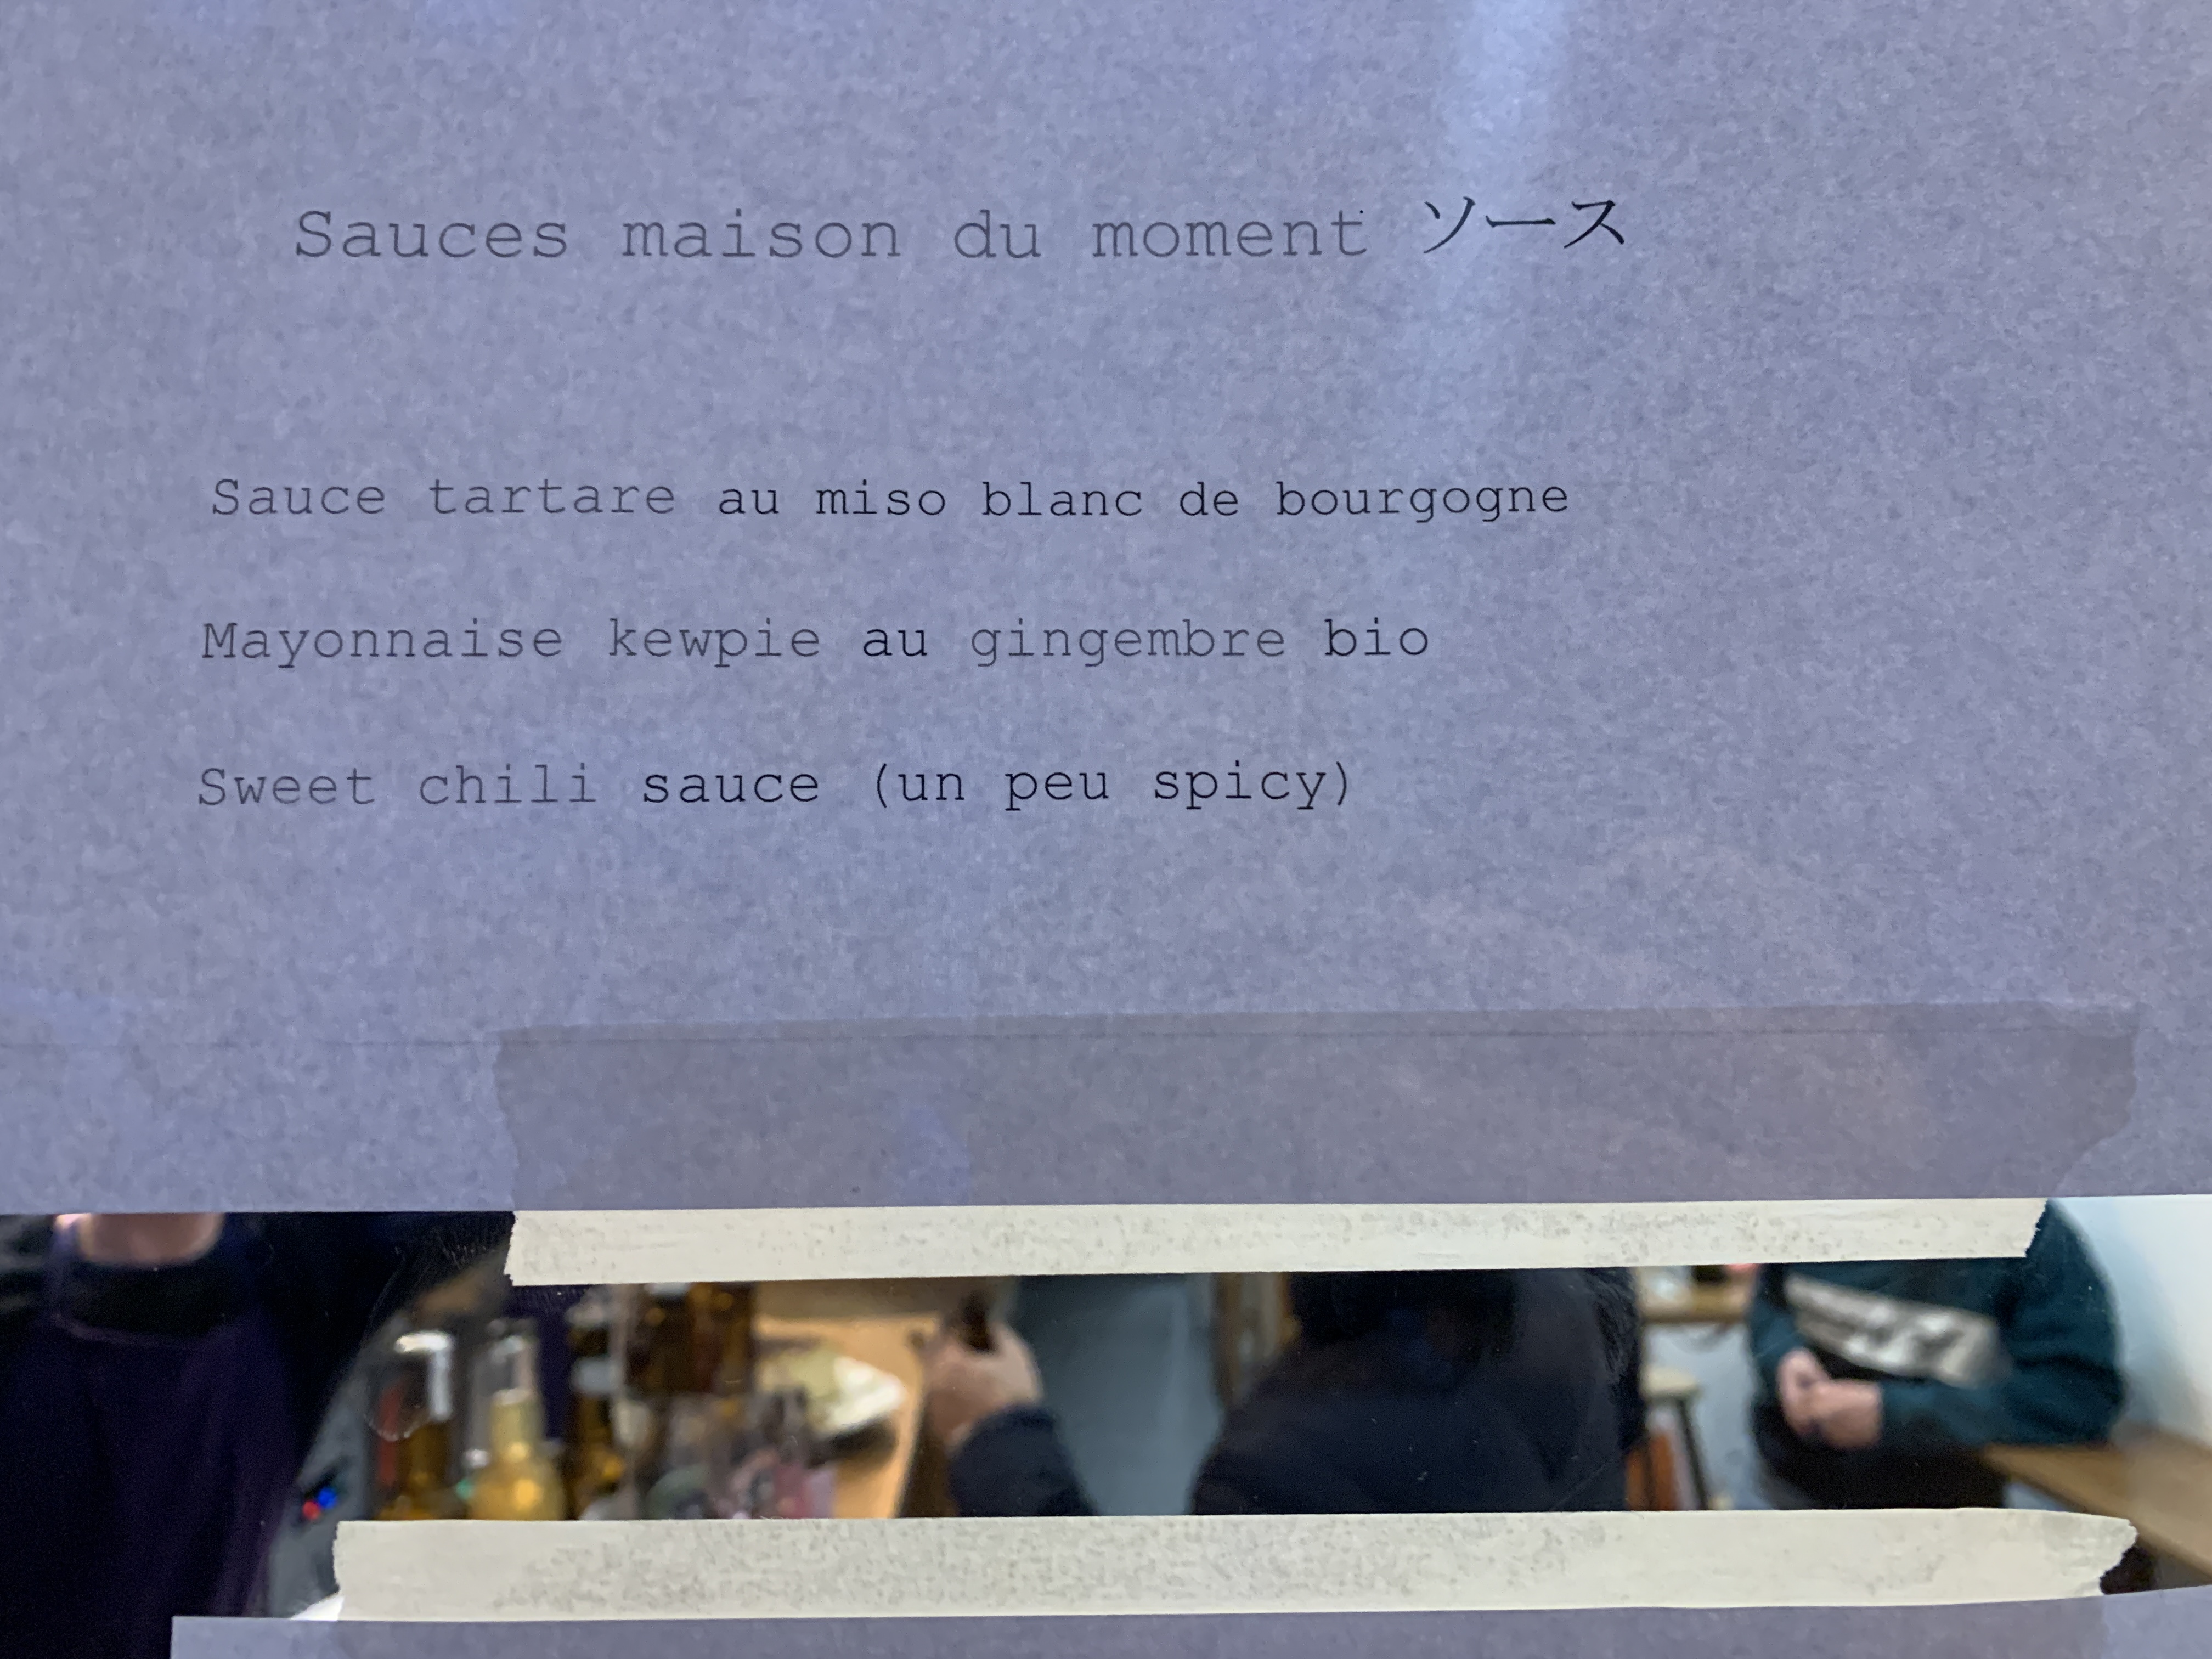 Sauces maison du moment ソース
Sauce tartare au miso blanc de bourgogne
Mayonnaise kewpie au gingembre bio
Sweet chili sauce (un peu spicy)